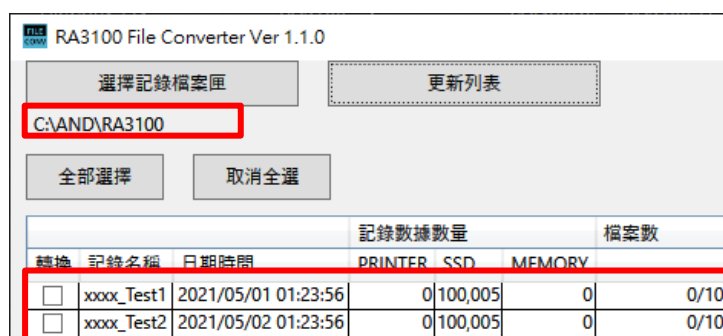 FILE CONV RA3100 File Converter Ver 1.1.0
選擇記錄檔案匣 更新列表
C:\AND\RA3100
全部選擇 取消全選
記錄數據數量 檔案數
轉換 記錄名稱 日期時間 PRINTER SSD MEMORY
xxxx_Test1 2021/05/01 01:23:56 0 100,005 0 0/10
xxxx_Test2 2021/05/02 01:23:56 0 100,005 0 0/10